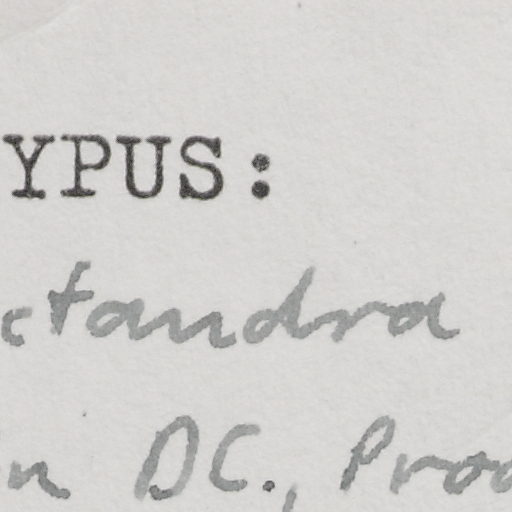 YPUS:
ctandra
n DC., Prod